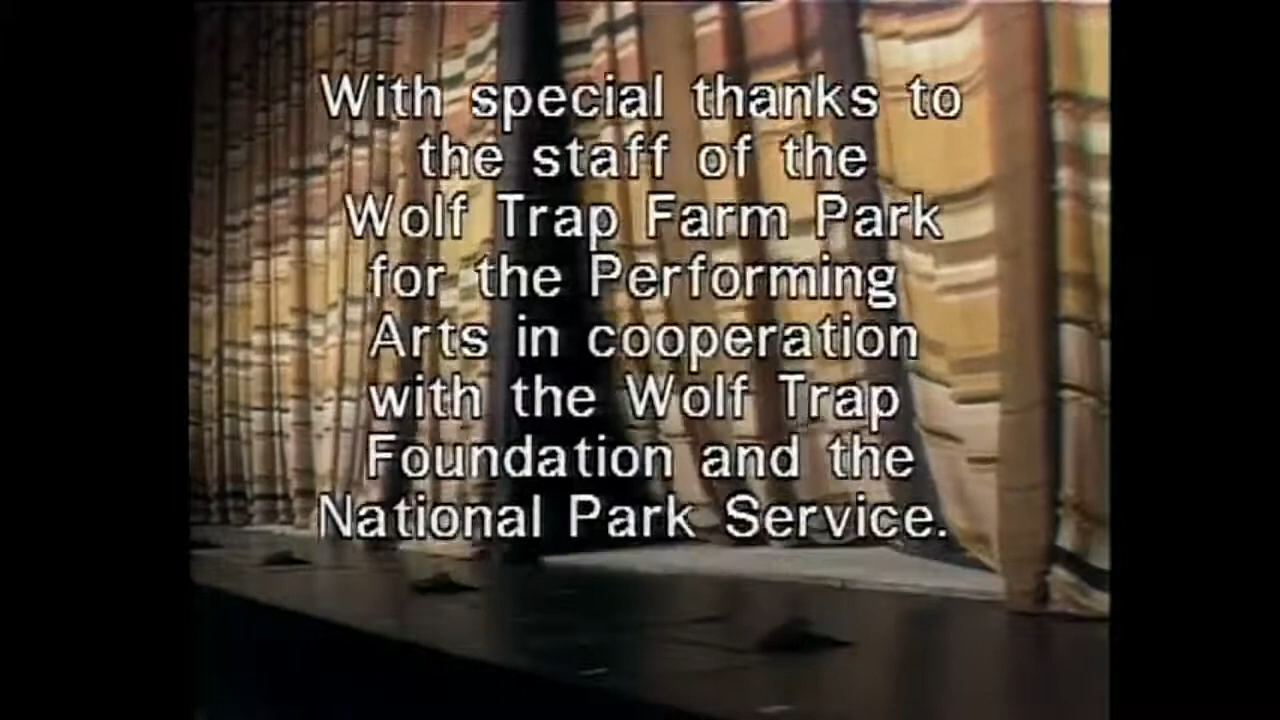 With special thanks to
the staff of the
Wolf Trap Farm Park
for the Performing
Arts in cooperation
with the Wolf Trap
Foundation and the
National Park Service.